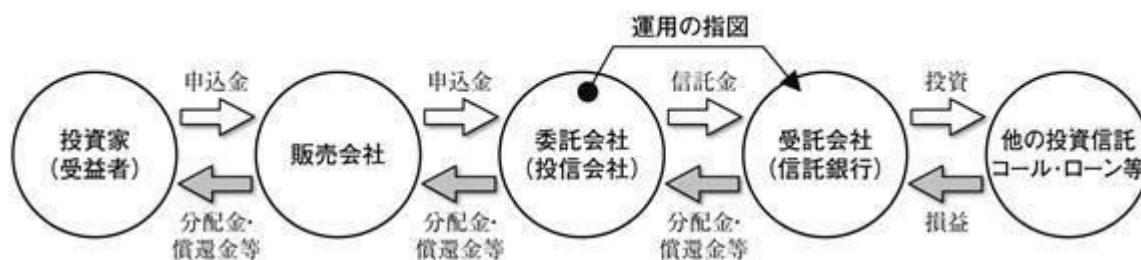 運用の指図
申込金
申込金
信託金
投資
投資家
(受益者)
販売会社
委託会社
(投信会社)
受託会社
(信託銀行)
他の投資信託
コール・ローン等
分配金・
償還金等
分配金・
償還金等
分配金・
償還金等
損益